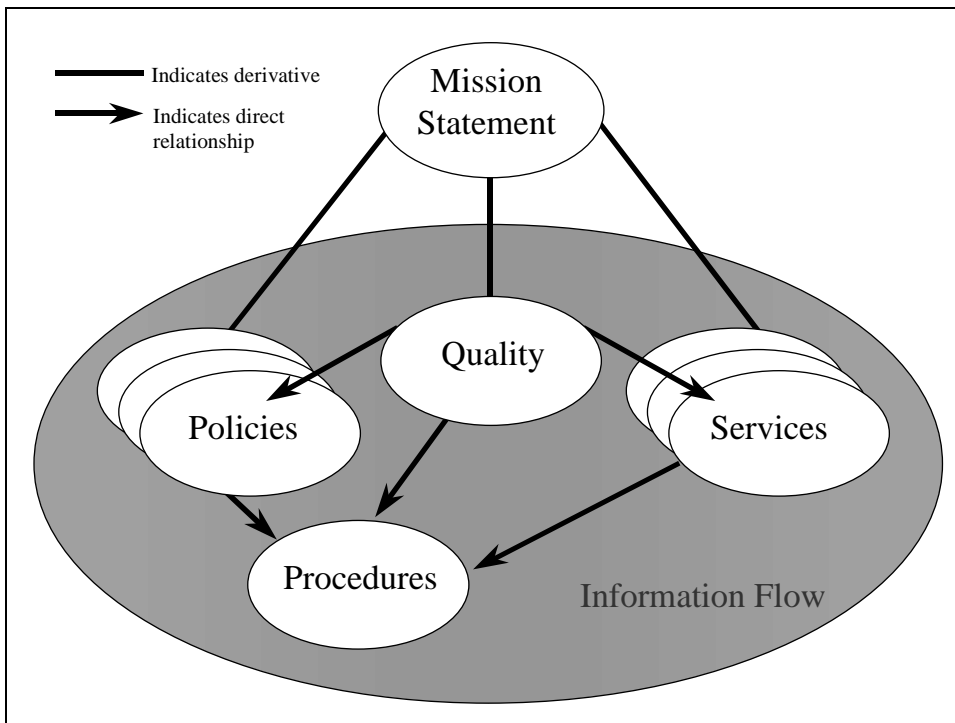 Indicates derivative
Indicates direct
relationship
Mission
Statement
Quality
Policies
Services
Procedures
Information Flow